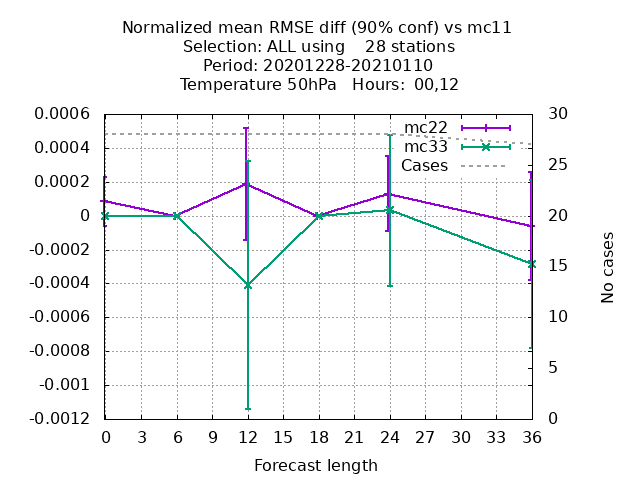 Normalized mean RMSE diff (90% conf) vs mc11
Selection: ALL using    28 stations
Period: 20201228-20210110
Temperature 50hPa   Hours: 00,12
mc22
mc33
Cases
0.0006
0.0004
0.0002
0
-0.0002
-0.0004
-0.0006
-0.0008
-0.001
-0.0012
30
25
20
15
10
5
0
No cases
0 3 6 9 12 15 18 21 24 27 30 33 36
Forecast length